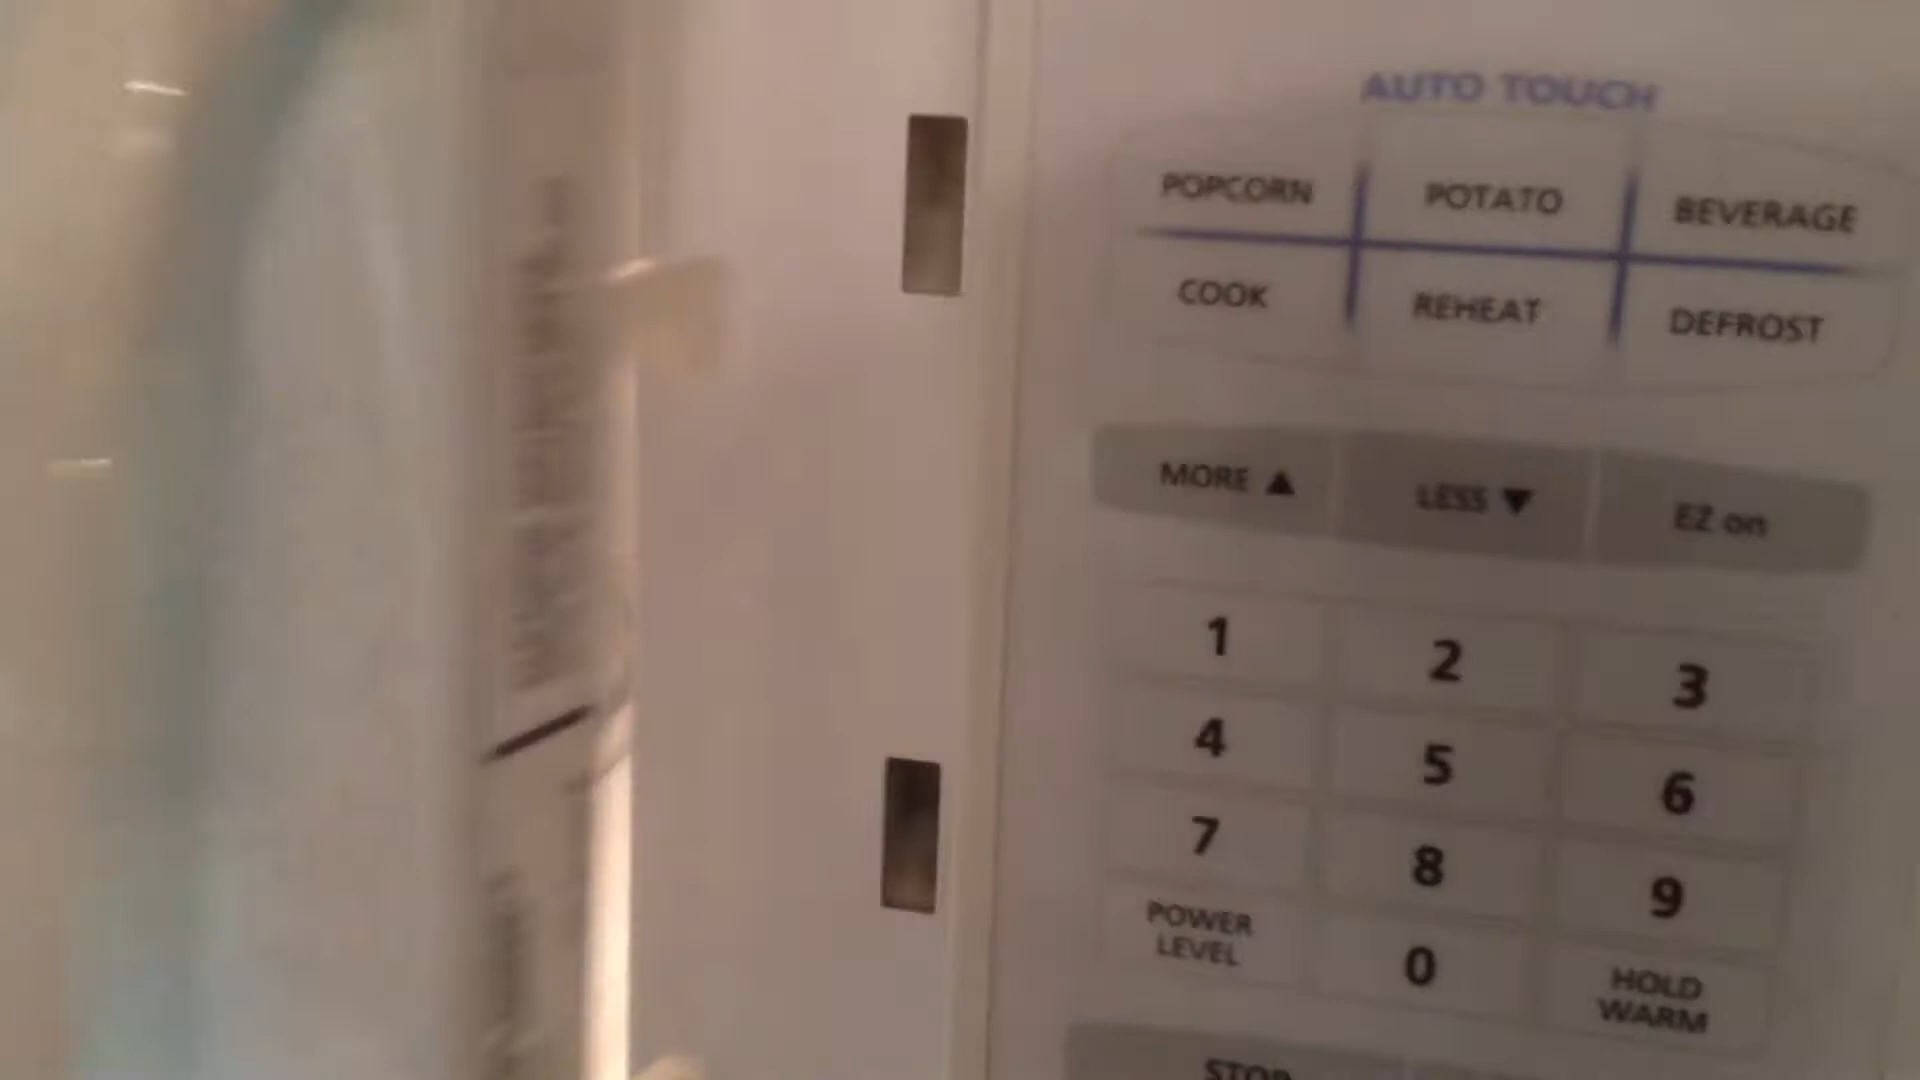 AUTO TOUCH
POPCORN POTATO BEVERAGE
COOK REHEAT DEFROST
MORE ▲ LESS ▼ EZ on
1 2 3
4 5 6
7 8 9
POWER
LEVEL
0
HOLD
WARM
STOP